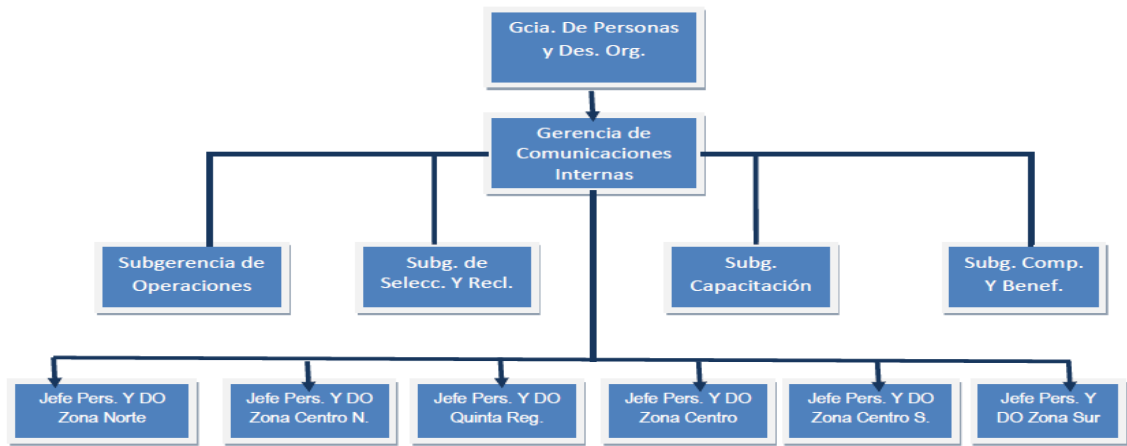 Gcia. De Personas
y Des. Org.
Gerencia de
Comunicaciones
Internas
Subgerencia de
Operaciones
Subg. de
Selecc. Y Recl.
Subg.
Capacitación
Subg. Comp.
Y Benef.
Jefe Pers. Y DO
Zona Norte
Jefe Pers. Y DO
Zona Centro N.
Jefe Pers. Y DO
Quinta Reg.
Jefe Pers. Y DO
Zona Centro
Jefe Pers. Y DO
Zona Centro S.
Jefe Pers. Y
DO Zona Sur